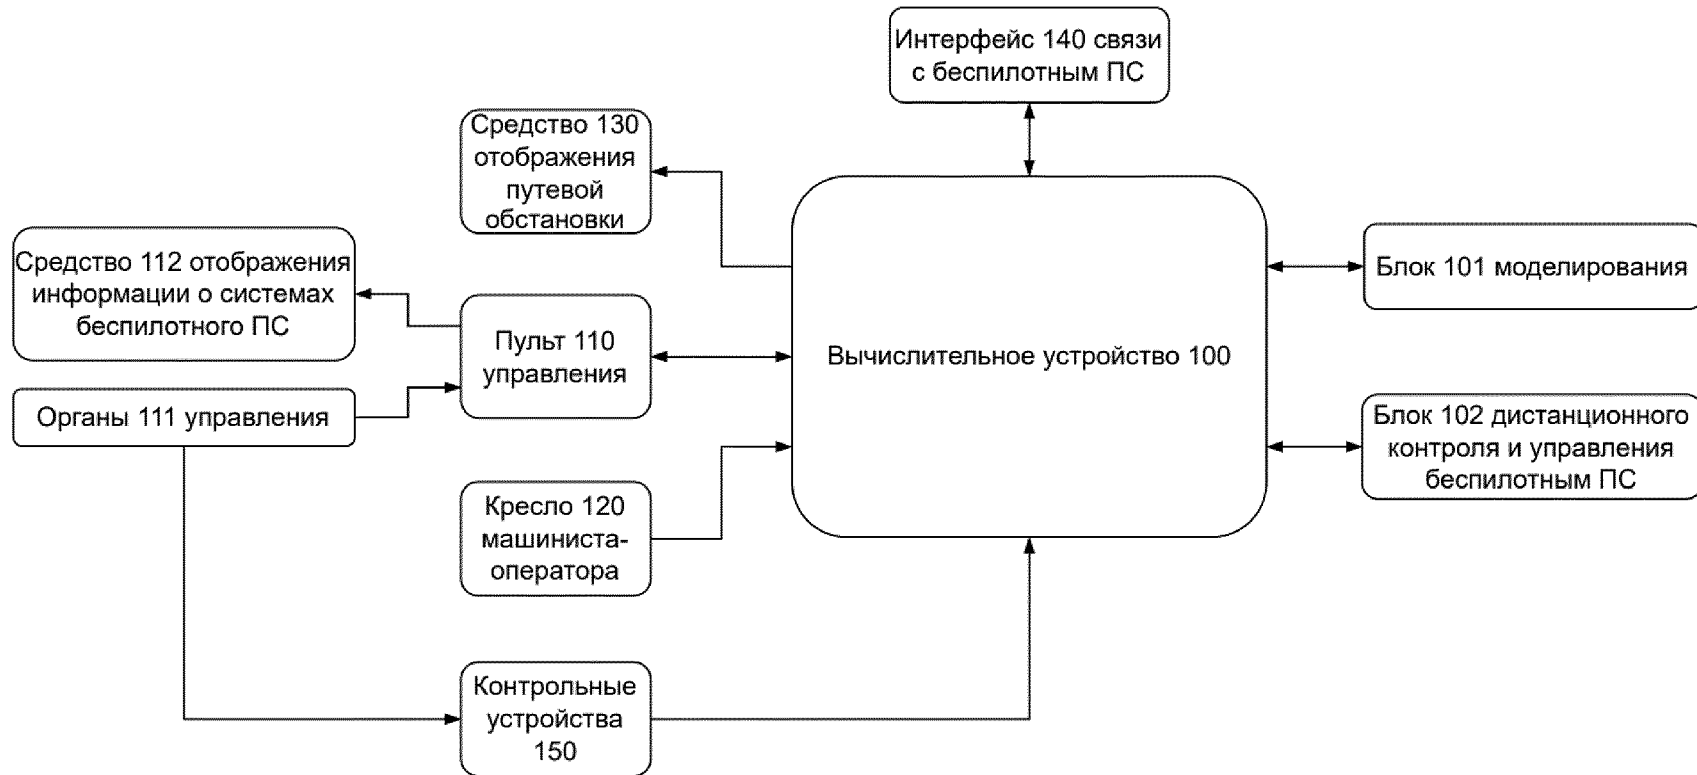 Интерфейс 140 связи
с беспилотным ПС
Средство 130
отображения
путевой
обстановки
Средство 112 отображения
информации о системах
беспилотного ПС
Пульт 110
управления
Органы 111 управления
Кресло 120
машиниста-
оператора
Контрольные
устройства
150
Вычислительное устройство 100
Блок 101 моделирования
Блок 102 дистанционного
контроля и управления
беспилотным ПС